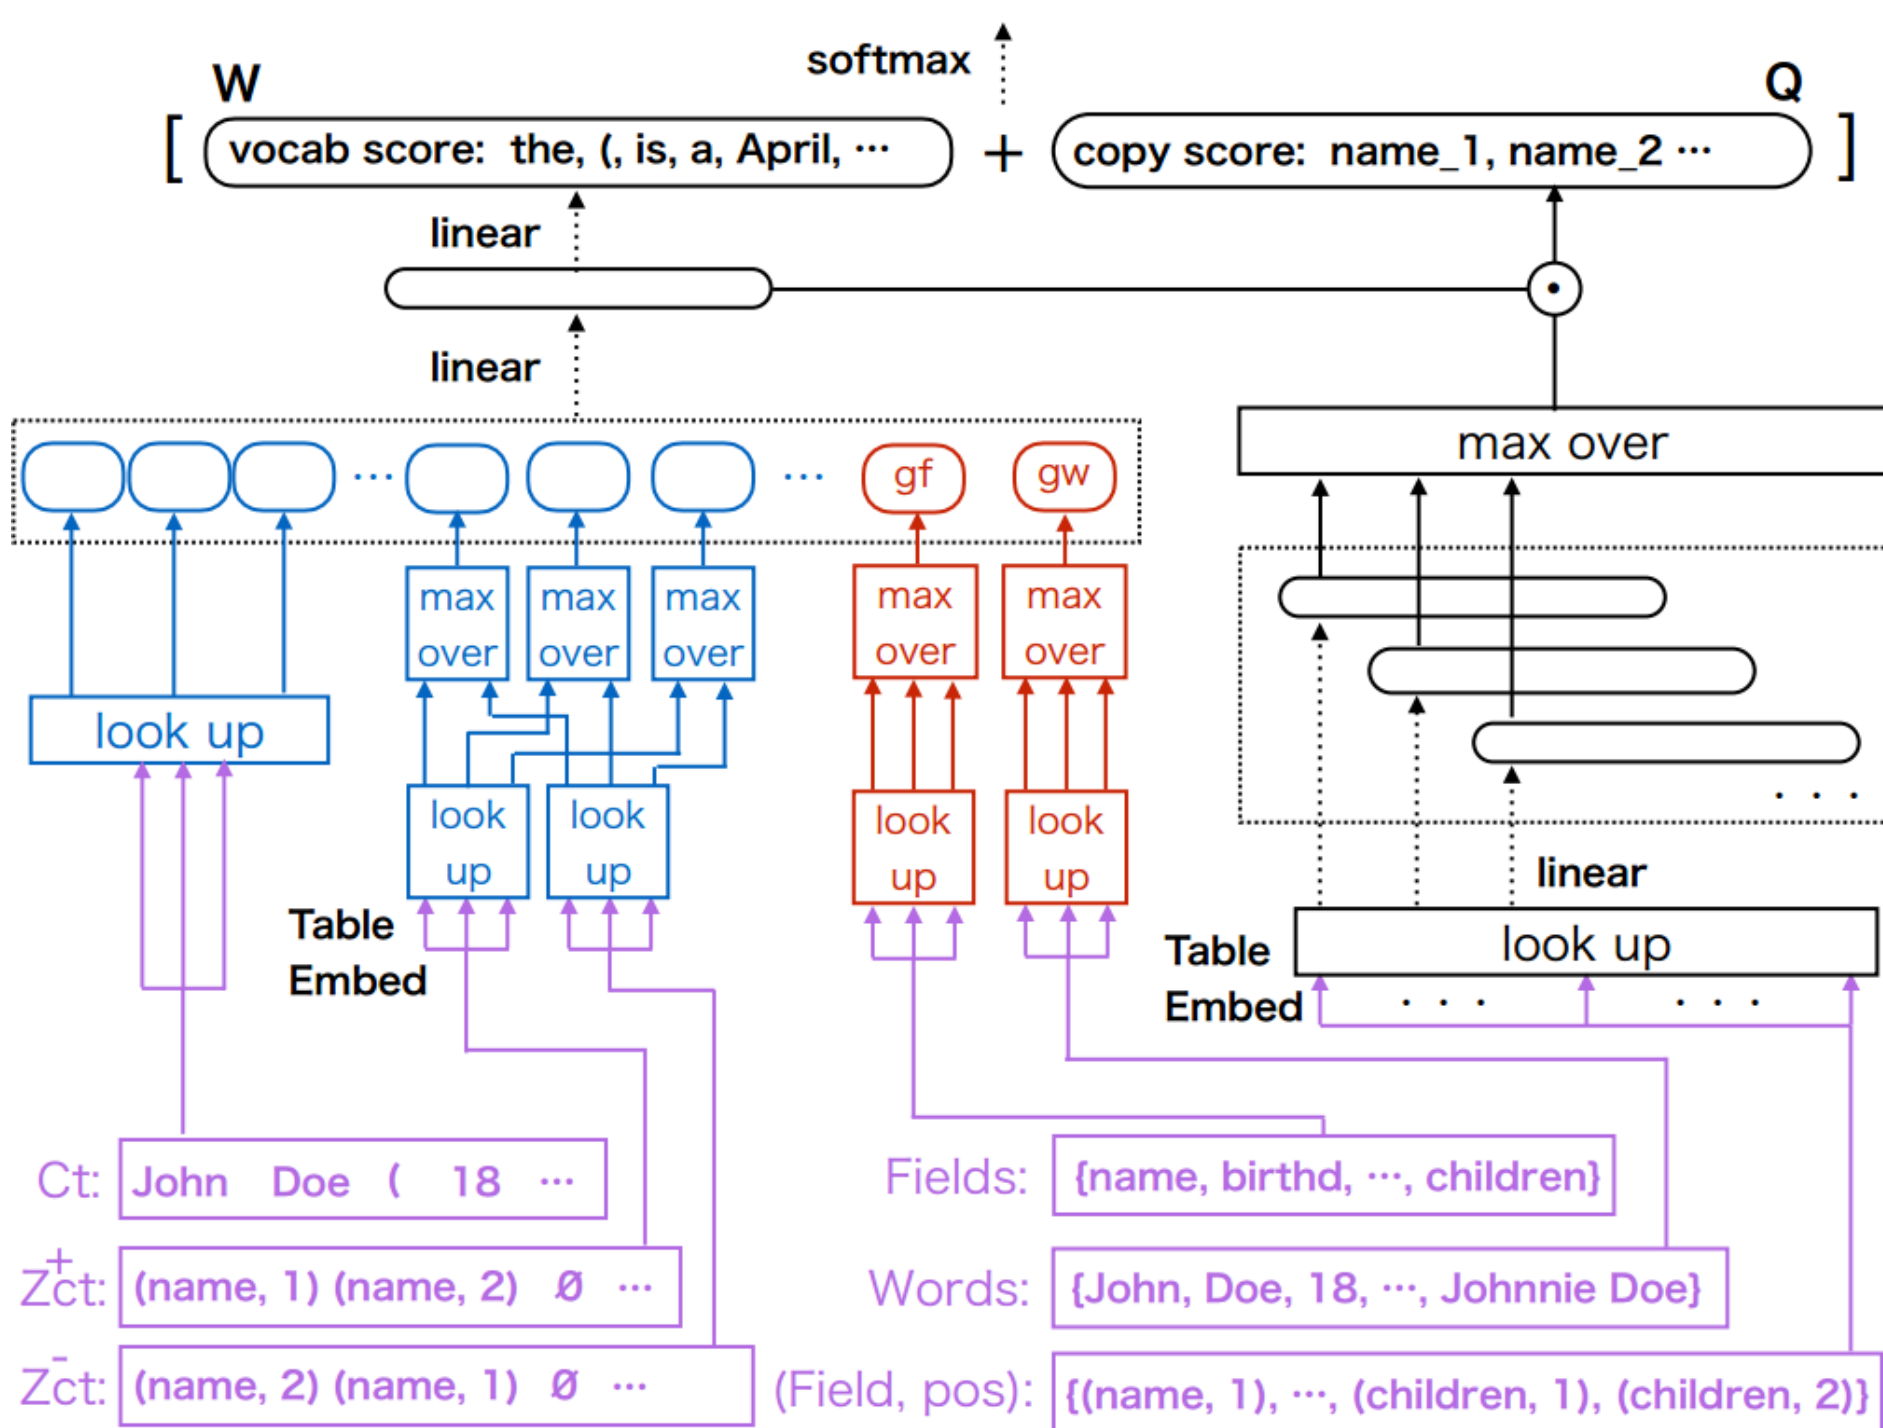 softmax
W
Q
[ vocab score: the, (, is, a, April, ··· + copy score: name_1, name_2 ··· ]
linear
linear
··· ··· gf gw
max over
max over
max over
max over
max over
max over
look up
look up
look up
look up
look up
linear
Table Embed
look up
Table Embed
· · · · · ·
· · ·
Ct: John Doe ( 18 ···
Fields: {name, birthd, ···, children}
Z⁺ct: (name, 1) (name, 2) Ø ···
Words: {John, Doe, 18, ···, Johnnie Doe}
Z⁻ct: (name, 2) (name, 1) Ø ···
(Field, pos): {(name, 1), ···, (children, 1), (children, 2)}